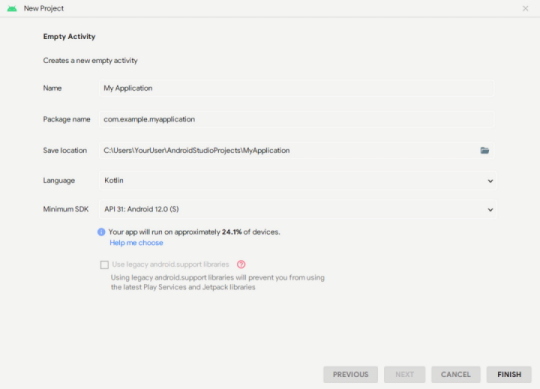 New Project
Empty Activity
Creates a new empty activity
Name My Application
Package name com.example.myapplication
Save location C:\Users\YourUser\AndroidStudioProjects\MyApplication
Language Kotlin
Minimum SDK API 31: Android 12.0 (S)
Your app will run on approximately 24.1% of devices.
Help me choose
Use legacy android.support libraries
Using legacy android.support libraries will prevent you from using
the latest Play Services and Jetpack libraries
PREVIOUS NEXT CANCEL FINISH